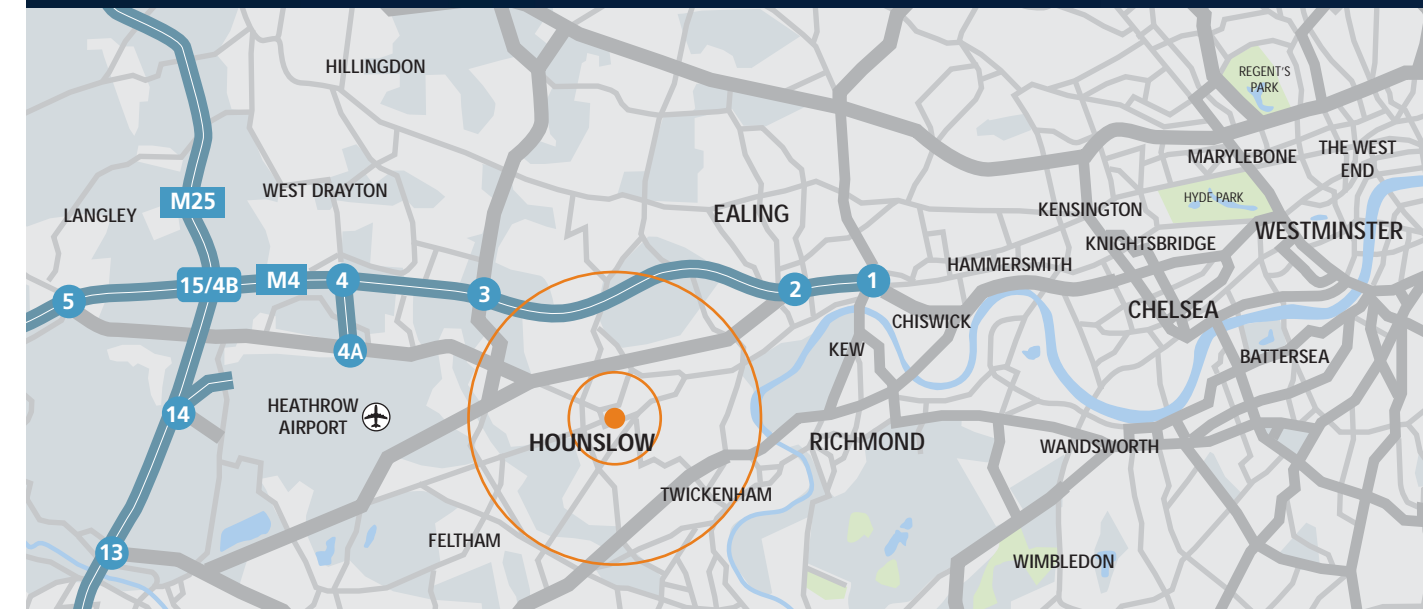 HILLINGDON
REGENT'S
PARK
MARYLEBONE
THE WEST
END
M25
WEST DRAYTON
LANGLEY
EALING
KENSINGTON
HYDE PARK
KNIGHTSBRIDGE
WESTMINSTER
HAMMERSMITH
5
15/4B
M4
4
3
2
1
CHISWICK
CHELSEA
4A
KEW
BATTERSEA
14
HEATHROW
AIRPORT
HOUNSLOW
RICHMOND
WANDSWORTH
TWICKENHAM
FELTHAM
13
WIMBLEDON